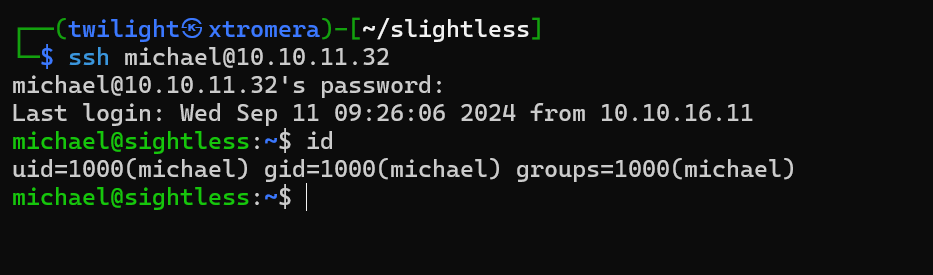 ┌──(twilight㉿xtromera)-[~/slightless]
└─$ ssh michael@10.10.11.32
michael@10.10.11.32's password:
Last login: Wed Sep 11 09:26:06 2024 from 10.10.16.11
michael@sightless:~$ id
uid=1000(michael) gid=1000(michael) groups=1000(michael)
michael@sightless:~$